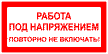 РАБОТА
ПОД НАПРЯЖЕНИЕМ
ПОВТОРНО НЕ ВКЛЮЧАТЬ!